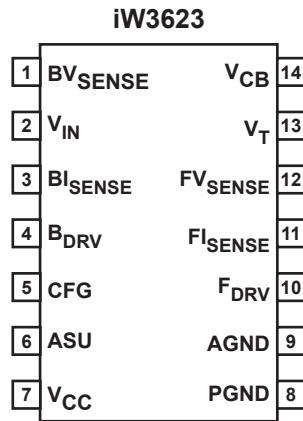 iW3623
1 BVSENSE VCB 14
2 VIN VT 13
3 BISENSE FVSENSE 12
4 BDRV FISENSE 11
5 CFG FDRV 10
6 ASU AGND 9
7 VCC PGND 8